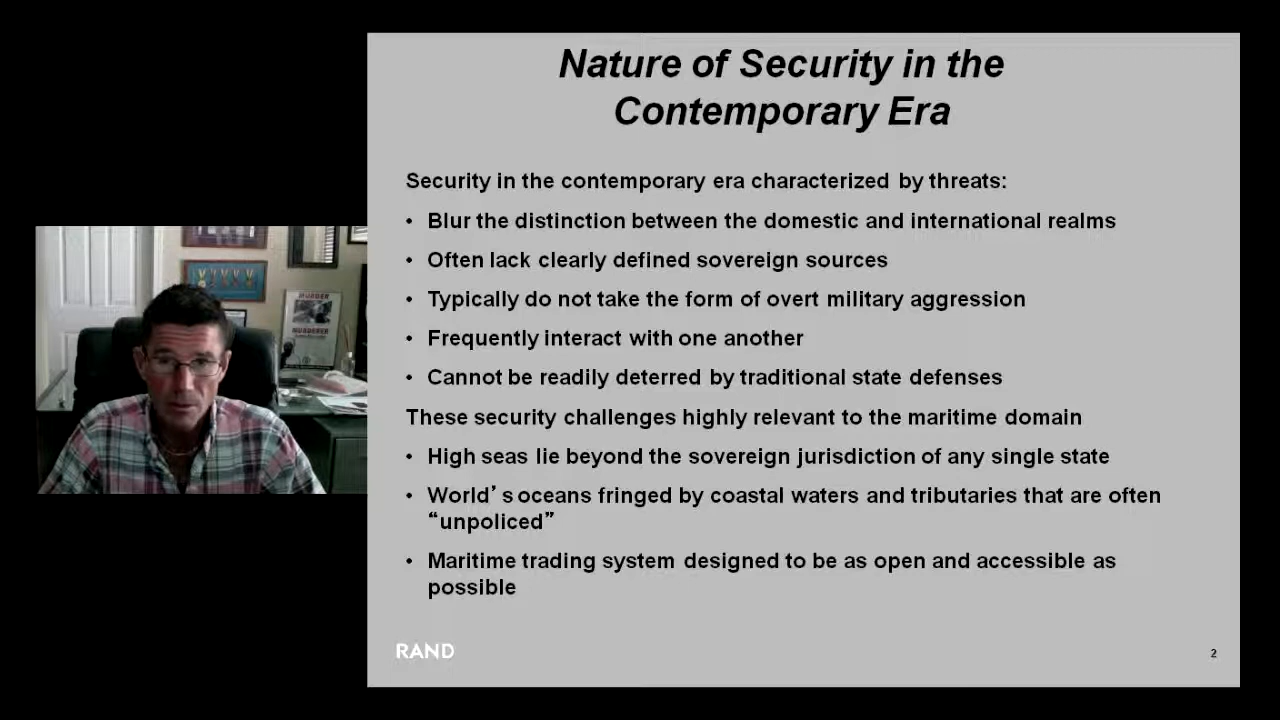 Nature of Security in the
Contemporary Era
Security in the contemporary era characterized by threats:
• Blur the distinction between the domestic and international realms
• Often lack clearly defined sovereign sources
• Typically do not take the form of overt military aggression
• Frequently interact with one another
• Cannot be readily deterred by traditional state defenses
These security challenges highly relevant to the maritime domain
• High seas lie beyond the sovereign jurisdiction of any single state
• World’s oceans fringed by coastal waters and tributaries that are often
“unpoliced”
• Maritime trading system designed to be as open and accessible as
possible
RAND
2
MURDER
MURDERER